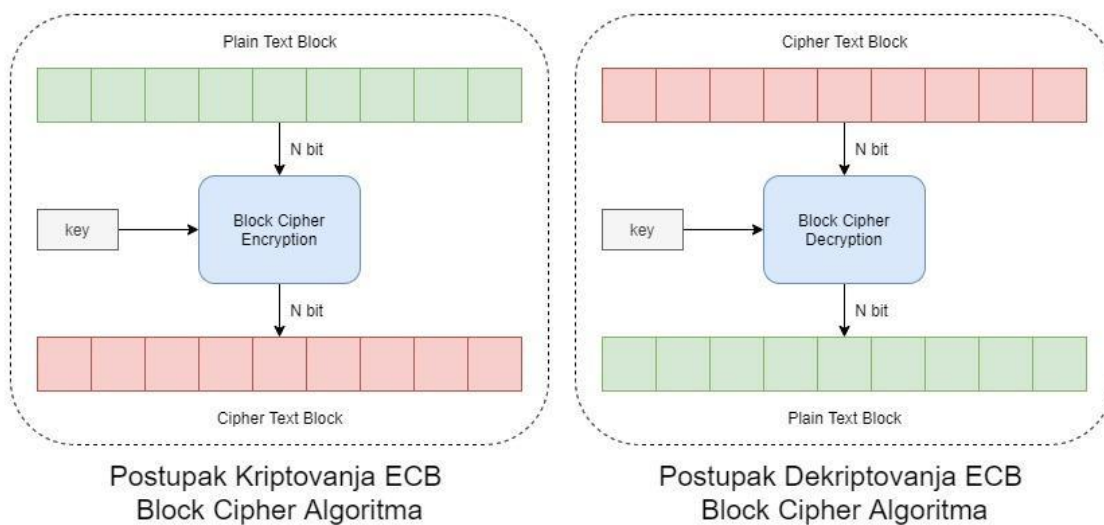 Plain Text Block
N bit
key
Block Cipher
Encryption
N bit
Cipher Text Block
Postupak Kriptovanja ECB
Block Cipher Algoritma
Cipher Text Block
N bit
key
Block Cipher
Decryption
N bit
Plain Text Block
Postupak Dekriptovanja ECB
Block Cipher Algoritma